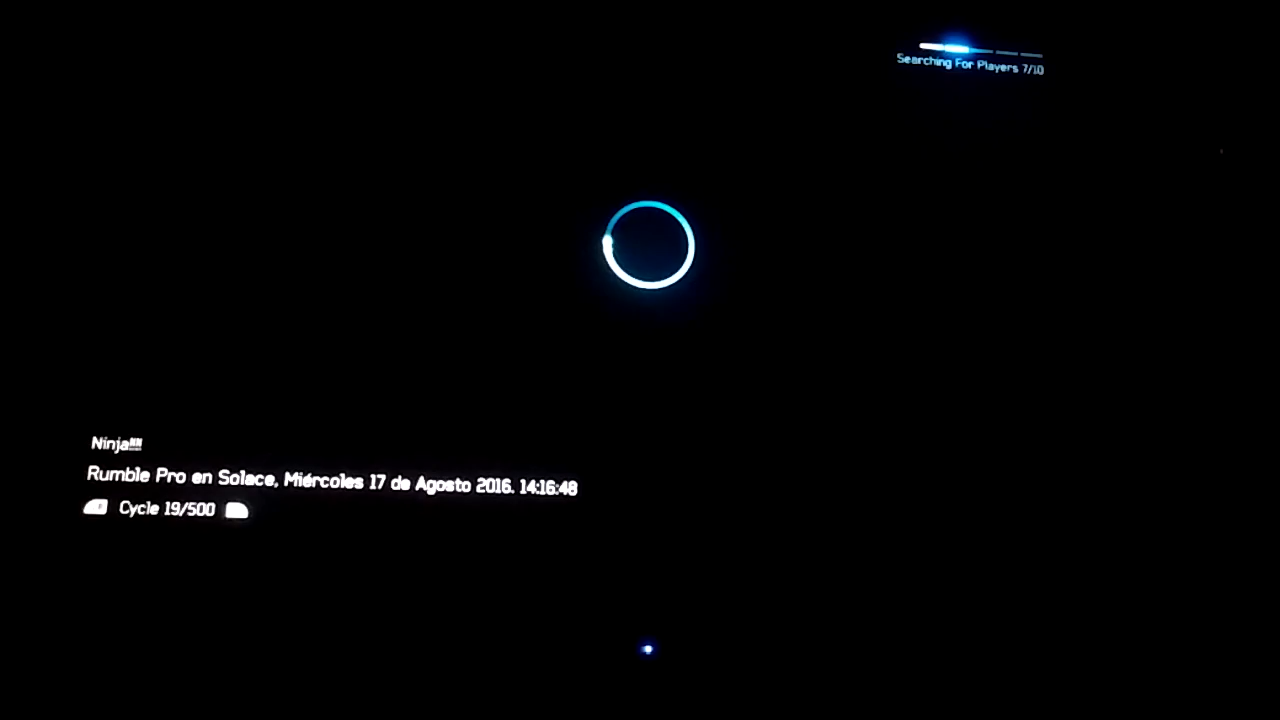 Searching For Players 7/10
Ninja
Rumble Pro en Solace, Miércoles 17 de Agosto 2016. 14:16:48
Cycle 19/500